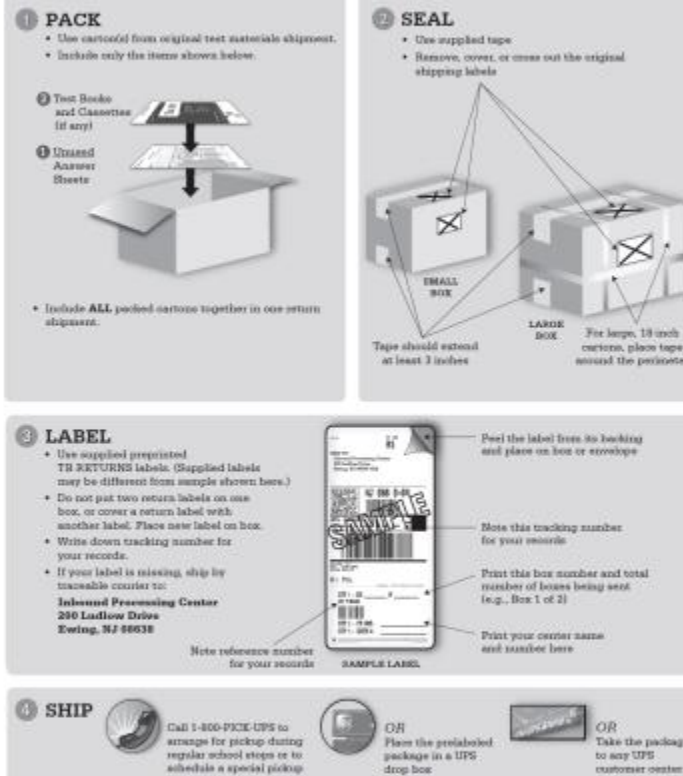 1 PACK
• Use carton(s) from original test materials shipment.
• Include only the items shown below.
2 Test Books
and Cassettes
(if any)
1 Unused
Answer
Sheets
• Include ALL packed cartons together in one return
shipment.
2 SEAL
• Use supplied tape
• Remove, cover, or cross out the original
shipping labels
SMALL
BOX
LARGE
BOX
Tape should extend
at least 3 inches
For large, 18 inch
cartons, place tape
around the perimete
3 LABEL
• Use supplied preprinted
TB RETURNS labels. (Supplied labels
may be different from sample shown here.)
• Do not put two return labels on one
box, or cover a return label with
another label. Place new label on box.
• Write down tracking number for
your records.
• If your label is missing, ship by
traceable courier to:
Inbound Processing Center
200 Ludlow Drive
Ewing, NJ 08638
Note reference number
for your records
SAMPLE
SAMPLE LABEL
Peel the label from its backing
and place on box or envelope
Note this tracking number
for your records
Print this box number and total
number of boxes being sent
(e.g., Box 1 of 2)
Print your center name
and number here
4 SHIP
Call 1-800-PICK-UPS to
arrange for pickup during
regular school stops or to
schedule a special pickup
OR
Place the prelabeled
package in a UPS
drop box
OR
Take the packag
to any UPS
customer center